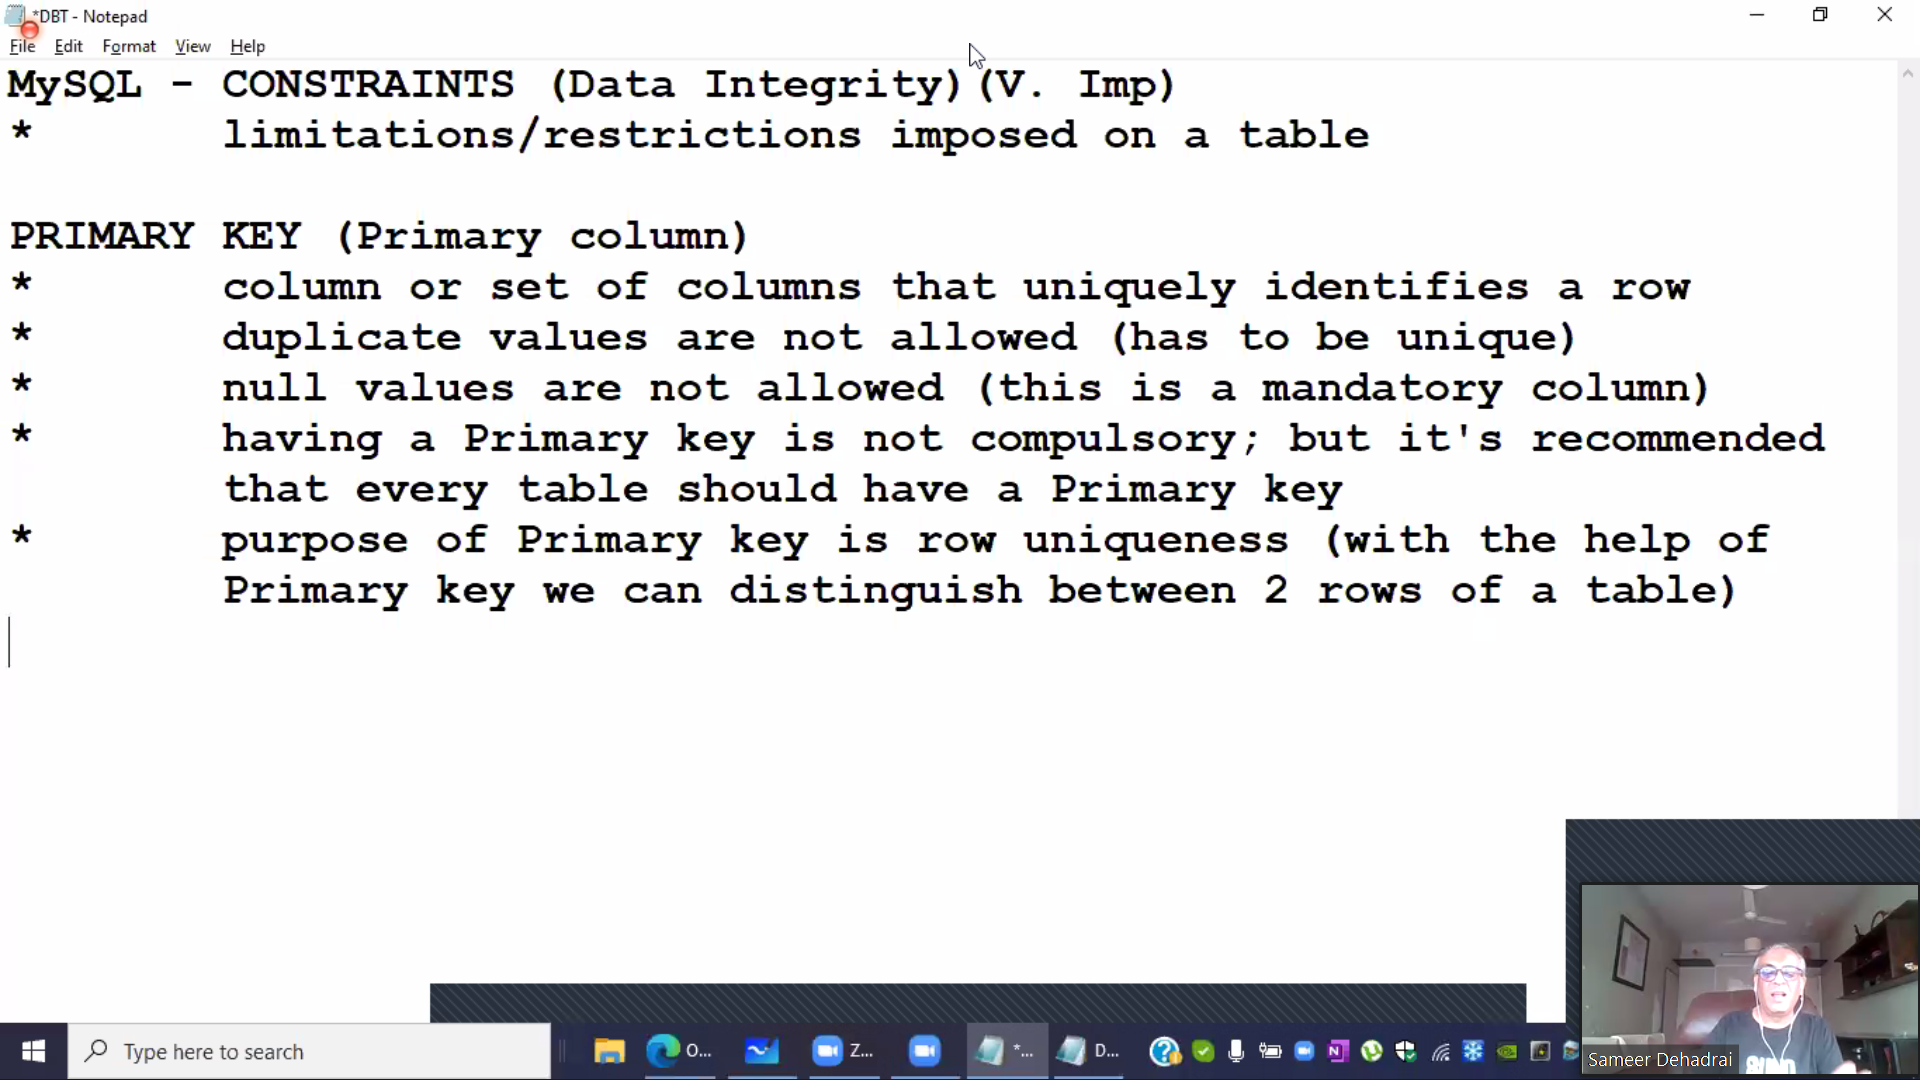 *DBT - Notepad
File Edit Format View Help
MySQL - CONSTRAINTS (Data Integrity)(V. Imp)
* limitations/restrictions imposed on a table
PRIMARY KEY (Primary column)
* column or set of columns that uniquely identifies a row
* duplicate values are not allowed (has to be unique)
* null values are not allowed (this is a mandatory column)
* having a Primary key is not compulsory; but it's recommended
that every table should have a Primary key
* purpose of Primary key is row uniqueness (with the help of
Primary key we can distinguish between 2 rows of a table)
Type here to search O... Z... *... D...
Sameer Dehadrai